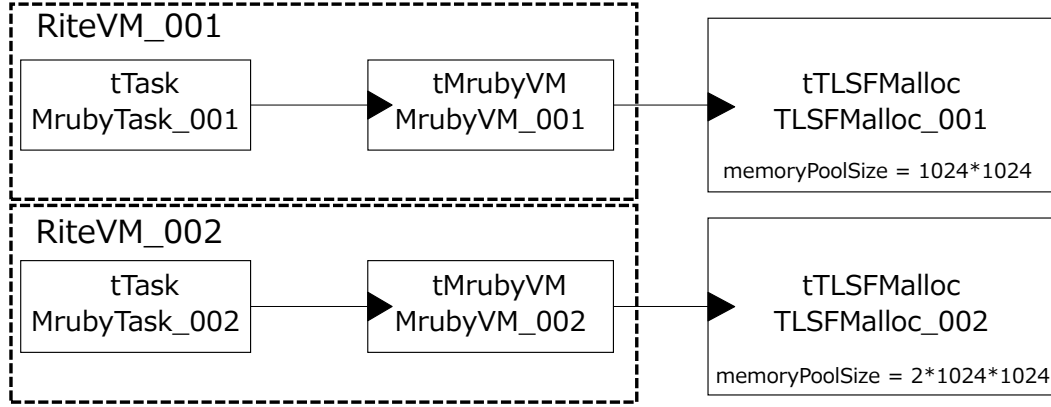 RiteVM_001
tTask
MrubyTask_001
tMrubyVM
MrubyVM_001
tTLSFMalloc
TLSFMalloc_001
memoryPoolSize = 1024*1024
RiteVM_002
tTask
MrubyTask_002
tMrubyVM
MrubyVM_002
tTLSFMalloc
TLSFMalloc_002
memoryPoolSize = 2*1024*1024